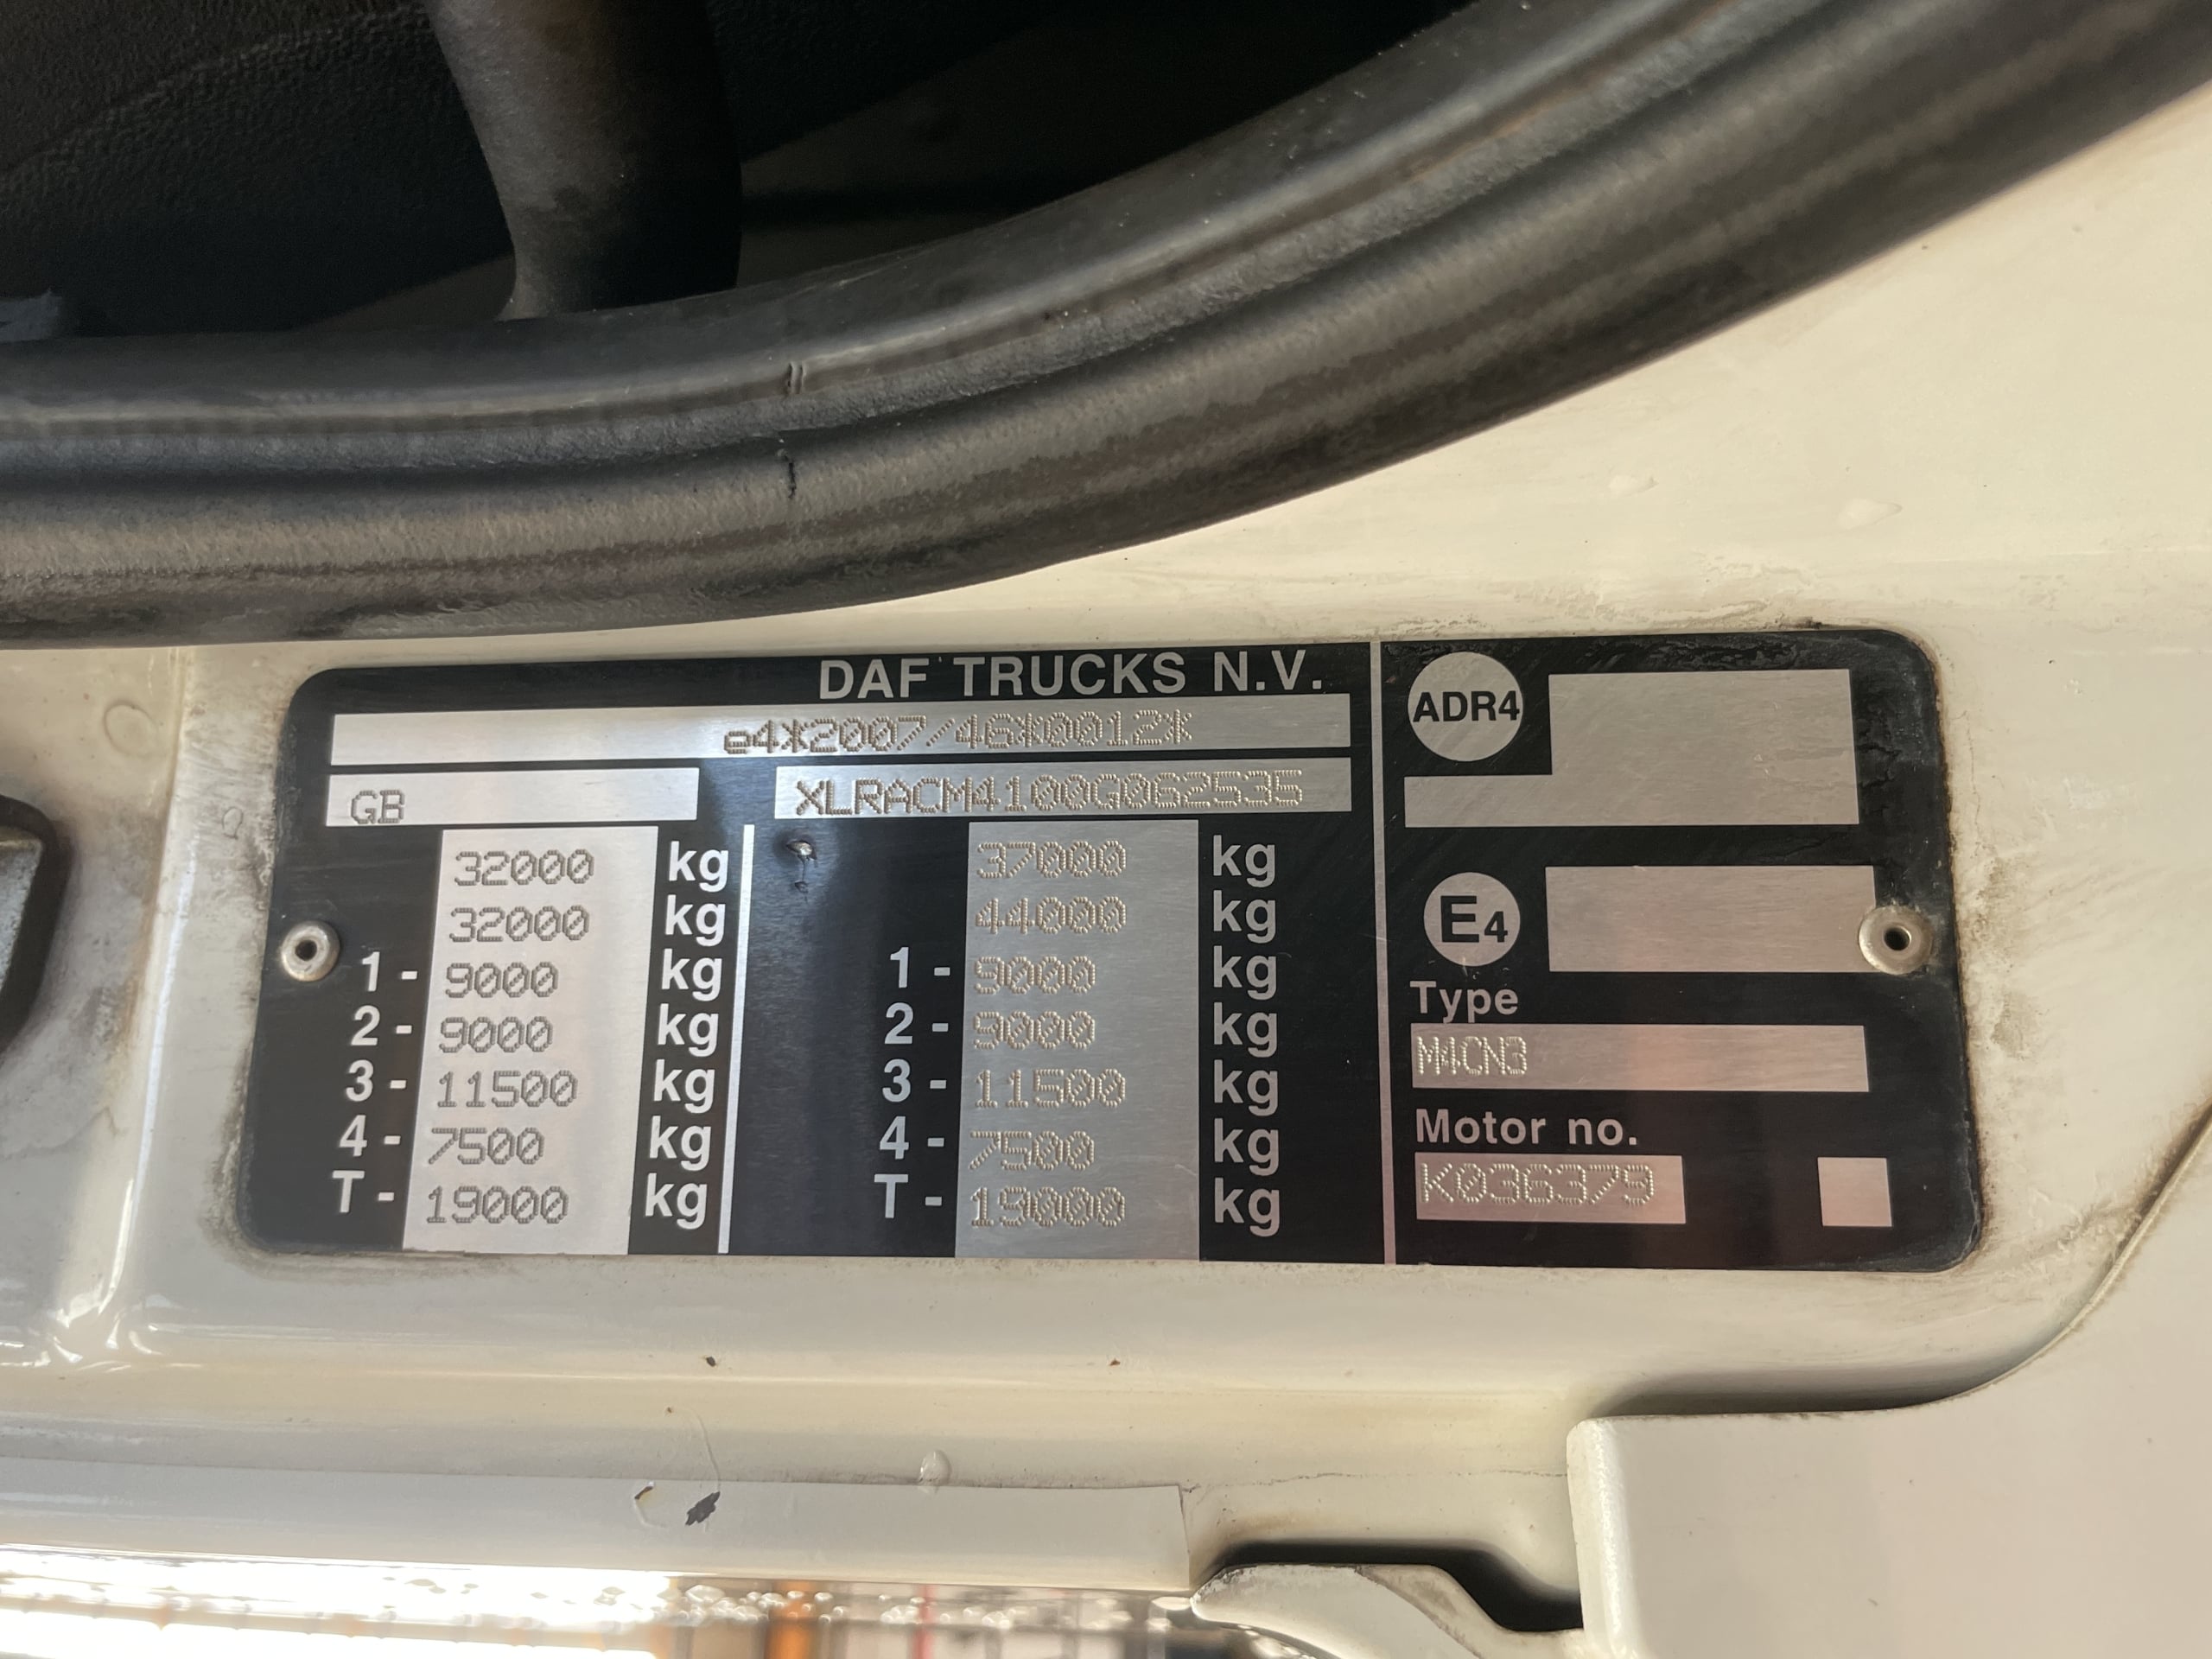 DAF TRUCKS N.V.
e4*2007/46*0012*
GB XLRACM4100G062535
32000 kg 37000 kg
32000 kg 44000 kg
1 - 9000 kg 1 - 9000 kg
2 - 9000 kg 2 - 9000 kg
3 - 11500 kg 3 - 11500 kg
4 - 7500 kg 4 - 7500 kg
T - 19000 kg T - 19000 kg
ADR4
E4
Type
M4CN3
Motor no.
K036379